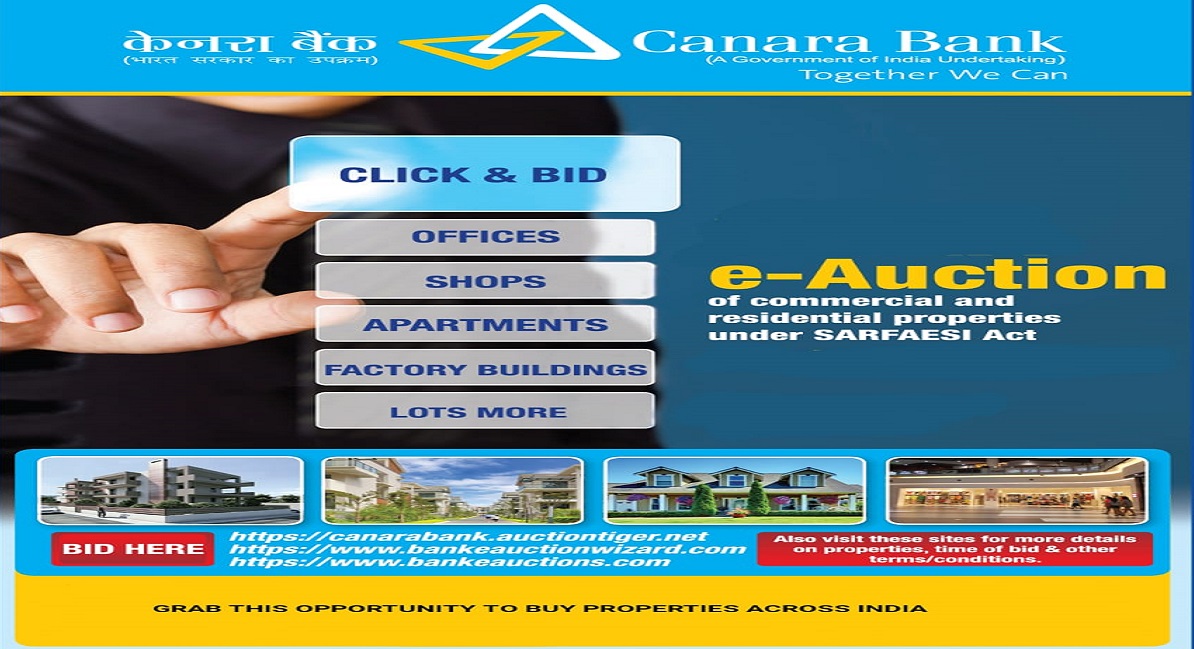 केनरा बैंक
(भारत सरकार का उपक्रम)
Canara Bank
(A Government of India Undertaking)
Together We Can
CLICK & BID
OFFICES
SHOPS
APARTMENTS
FACTORY BUILDINGS
LOTS MORE
e-Auction
of commercial and
residential properties
under SARFAESI Act
BID HERE
https://canarabank.auctiontiger.net
https://www.bankeauctionwizard.com
https://www.bankeauctions.com
Also visit these sites for more details
on properties, time of bid & other
terms/conditions.
GRAB THIS OPPORTUNITY TO BUY PROPERTIES ACROSS INDIA